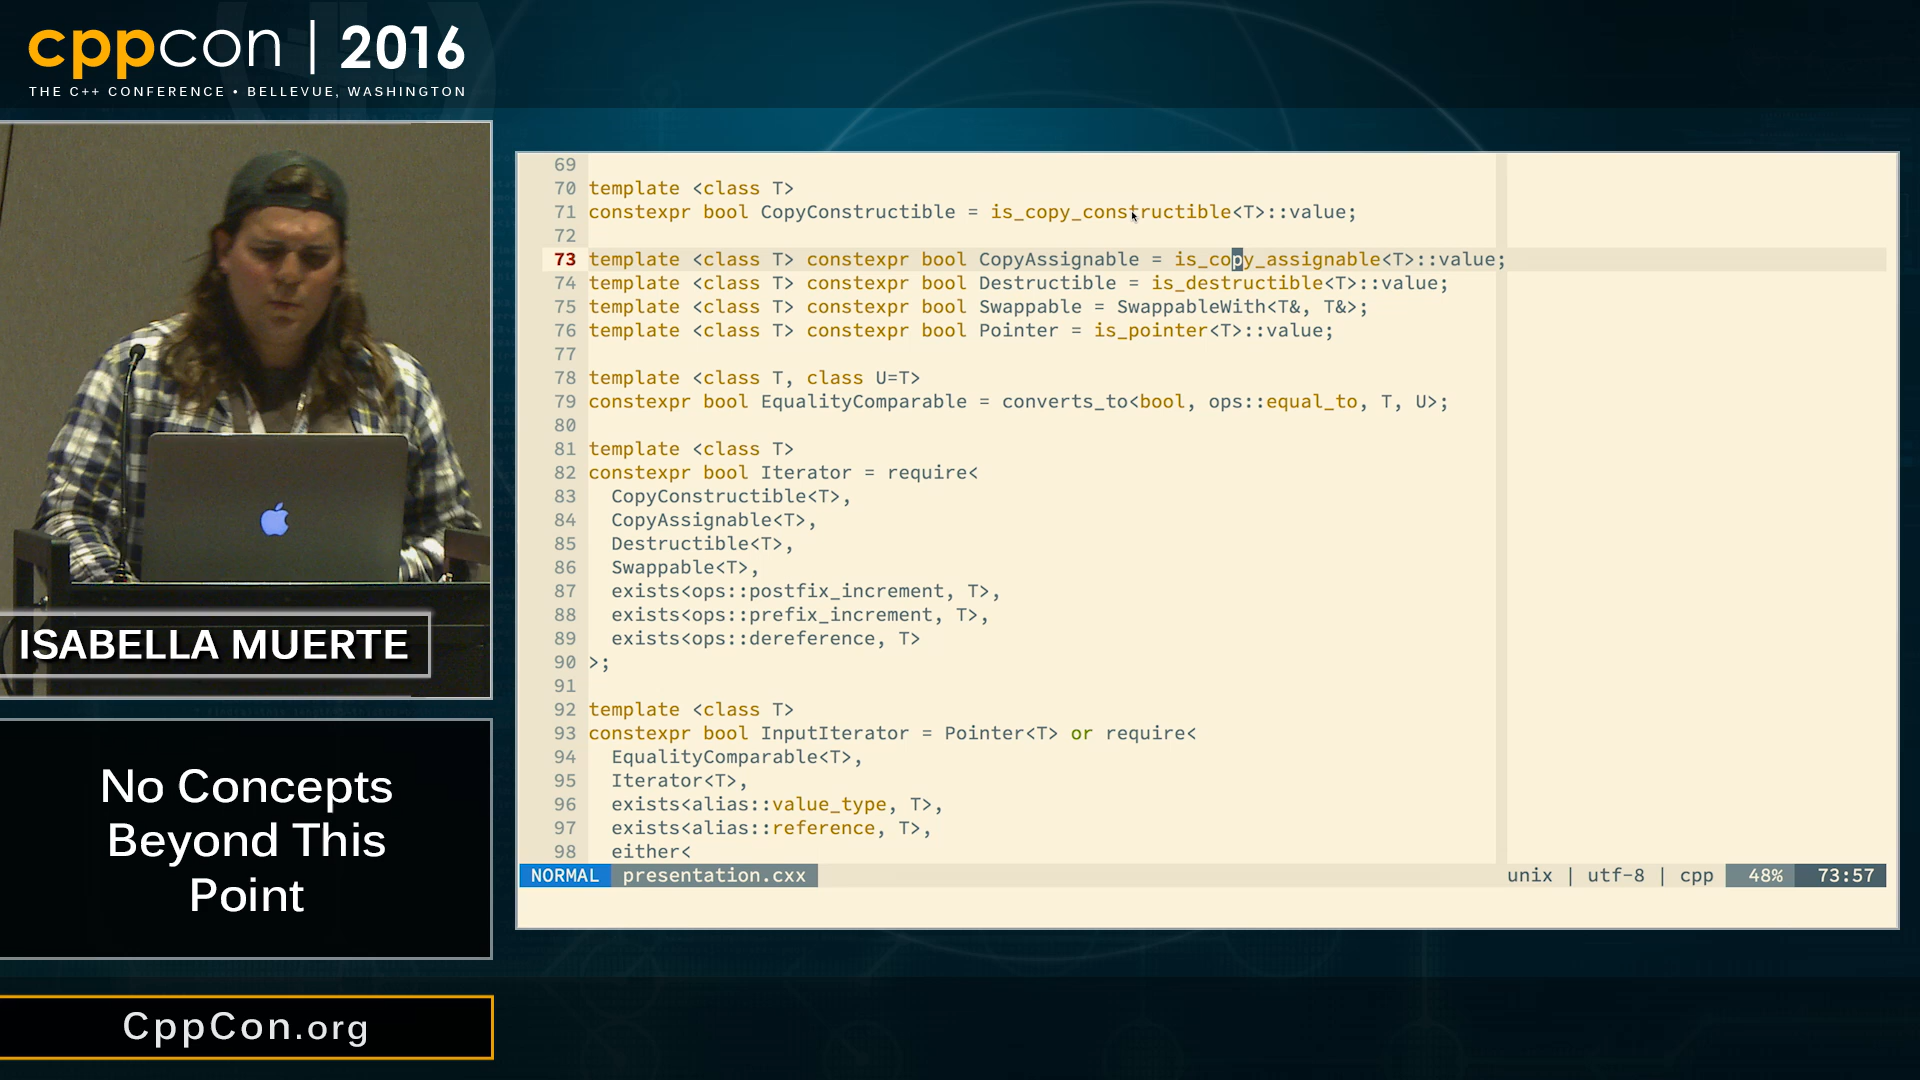 cppcon | 2016
THE C++ CONFERENCE • BELLEVUE, WASHINGTON
ISABELLA MUERTE
No Concepts
Beyond This
Point
CppCon.org
69
70 template <class T>
71 constexpr bool CopyConstructible = is_copy_constructible<T>::value;
72
73 template <class T> constexpr bool CopyAssignable = is_copy_assignable<T>::value;
74 template <class T> constexpr bool Destructible = is_destructible<T>::value;
75 template <class T> constexpr bool Swappable = SwappableWith<T&, T&>;
76 template <class T> constexpr bool Pointer = is_pointer<T>::value;
77
78 template <class T, class U=T>
79 constexpr bool EqualityComparable = converts_to<bool, ops::equal_to, T, U>;
80
81 template <class T>
82 constexpr bool Iterator = require<
83   CopyConstructible<T>,
84   CopyAssignable<T>,
85   Destructible<T>,
86   Swappable<T>,
87   exists<ops::postfix_increment, T>,
88   exists<ops::prefix_increment, T>,
89   exists<ops::dereference, T>
90 >;
91
92 template <class T>
93 constexpr bool InputIterator = Pointer<T> or require<
94   EqualityComparable<T>,
95   Iterator<T>,
96   exists<alias::value_type, T>,
97   exists<alias::reference, T>,
98   either<
NORMAL presentation.cxx unix | utf-8 | cpp 48% 73:57